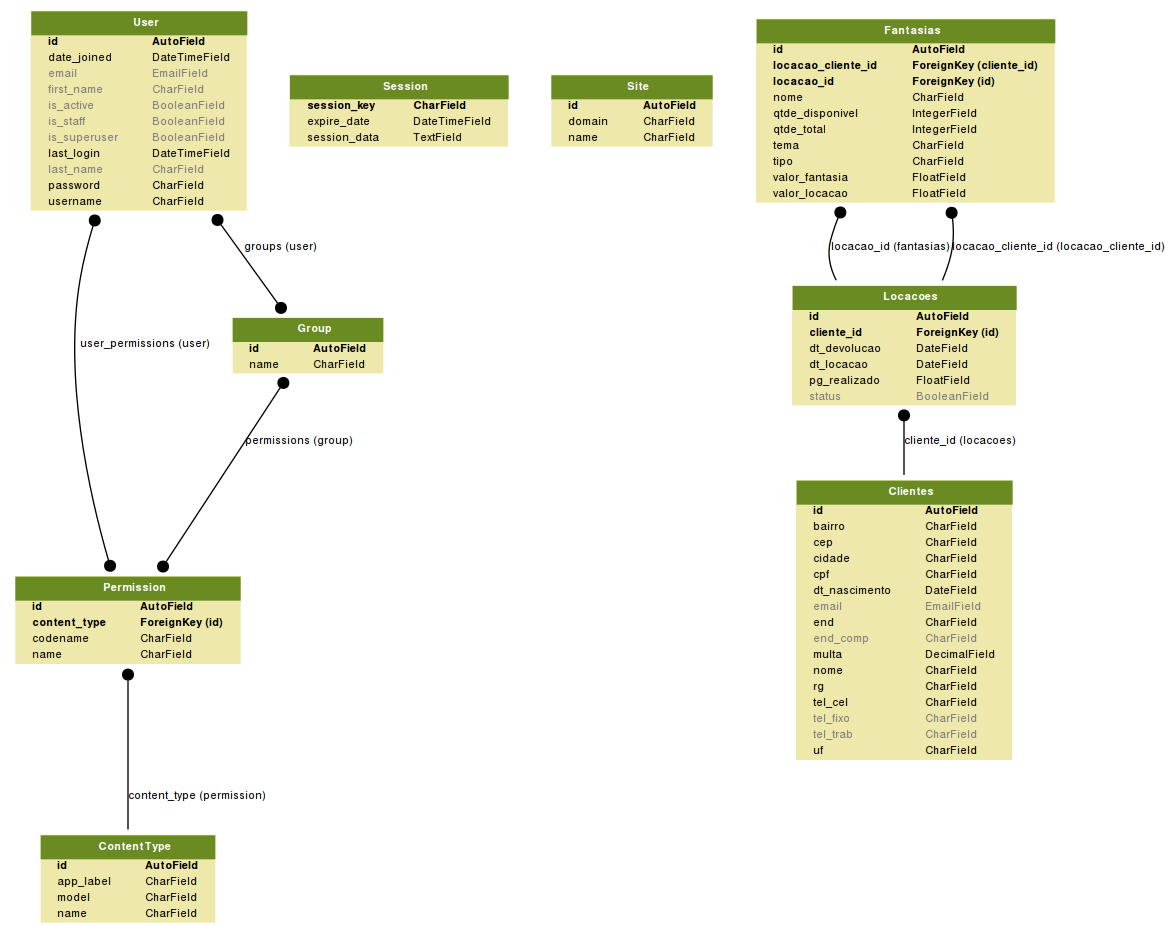 User
id AutoField
date_joined DateTimeField
email EmailField
first_name CharField
is_active BooleanField
is_staff BooleanField
is_superuser BooleanField
last_login DateTimeField
last_name CharField
password CharField
username CharField
Session
session_key CharField
expire_date DateTimeField
session_data TextField
Site
id AutoField
domain CharField
name CharField
Fantasias
id AutoField
locacao_cliente_id ForeignKey (cliente_id)
locacao_id ForeignKey (id)
nome CharField
qtde_disponivel IntegerField
qtde_total IntegerField
tema CharField
tipo CharField
valor_fantasia FloatField
valor_locacao FloatField
groups (user)
locacao_id (fantasias)
locacao_cliente_id (locacao_cliente_id)
user_permissions (user)
Group
id AutoField
name CharField
Locacoes
id AutoField
cliente_id ForeignKey (id)
dt_devolucao DateField
dt_locacao DateField
pg_realizado FloatField
status BooleanField
permissions (group)
cliente_id (locacoes)
Permission
id AutoField
content_type ForeignKey (id)
codename CharField
name CharField
Clientes
id AutoField
bairro CharField
cep CharField
cidade CharField
cpf CharField
dt_nascimento DateField
email EmailField
end CharField
end_comp CharField
multa DecimalField
nome CharField
rg CharField
tel_cel CharField
tel_fixo CharField
tel_trab CharField
uf CharField
content_type (permission)
ContentType
id AutoField
app_label CharField
model CharField
name CharField